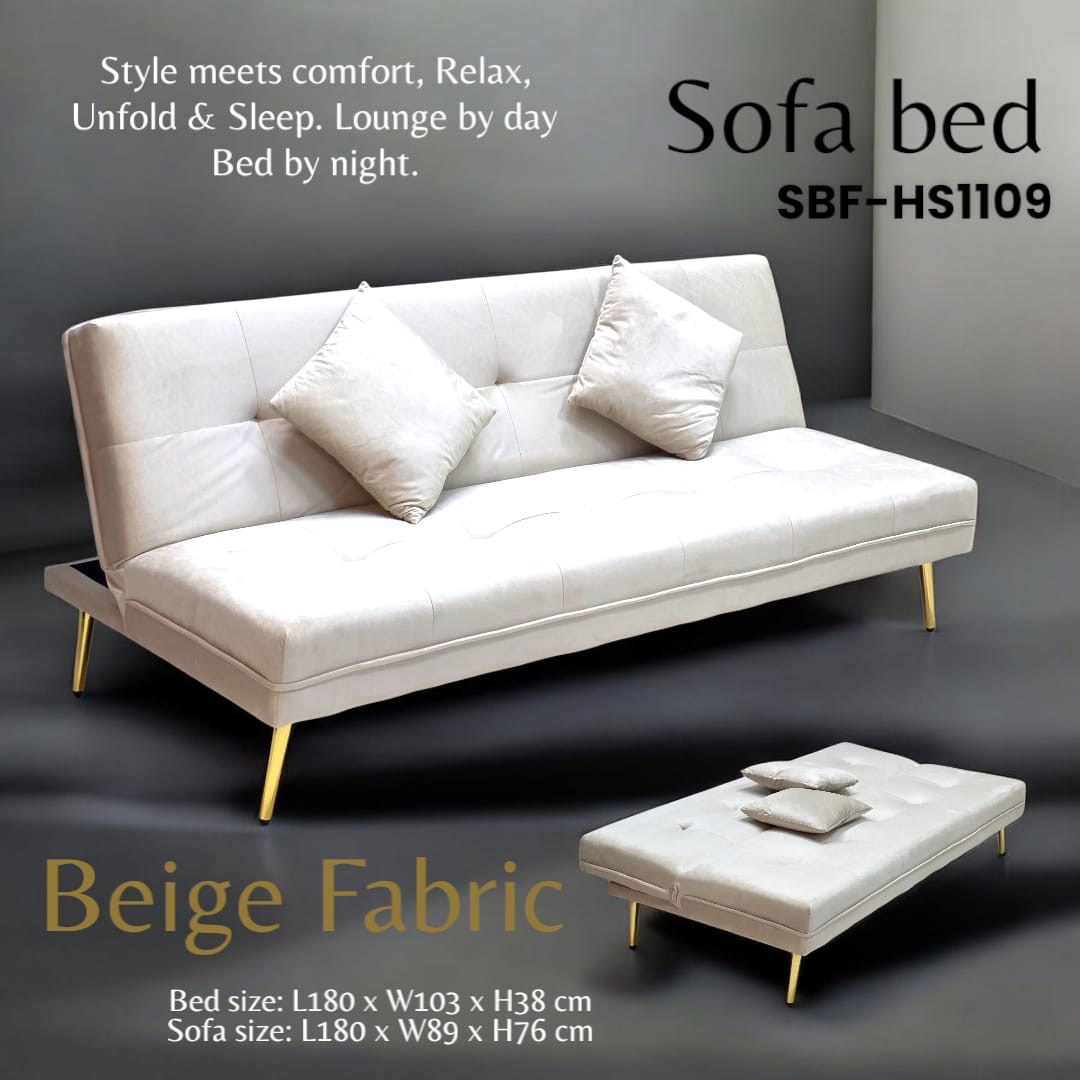 Style meets comfort, Relax,
Unfold & Sleep. Lounge by day
Bed by night.
Sofa bed
SBF-HS1109
Beige Fabric
Bed size: L180 x W103 x H38 cm
Sofa size: L180 x W89 x H76 cm